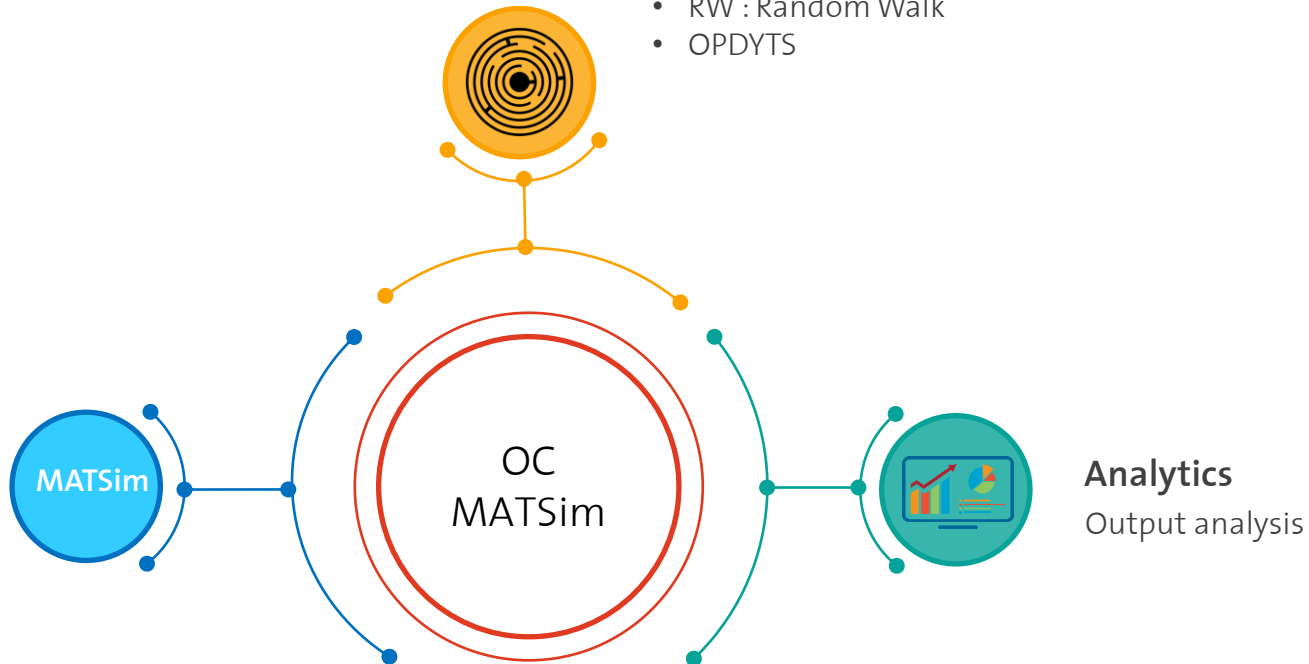 • RW : Random Walk
• OPDYTS
MATSim
OC
MATSim
Analytics
Output analysis